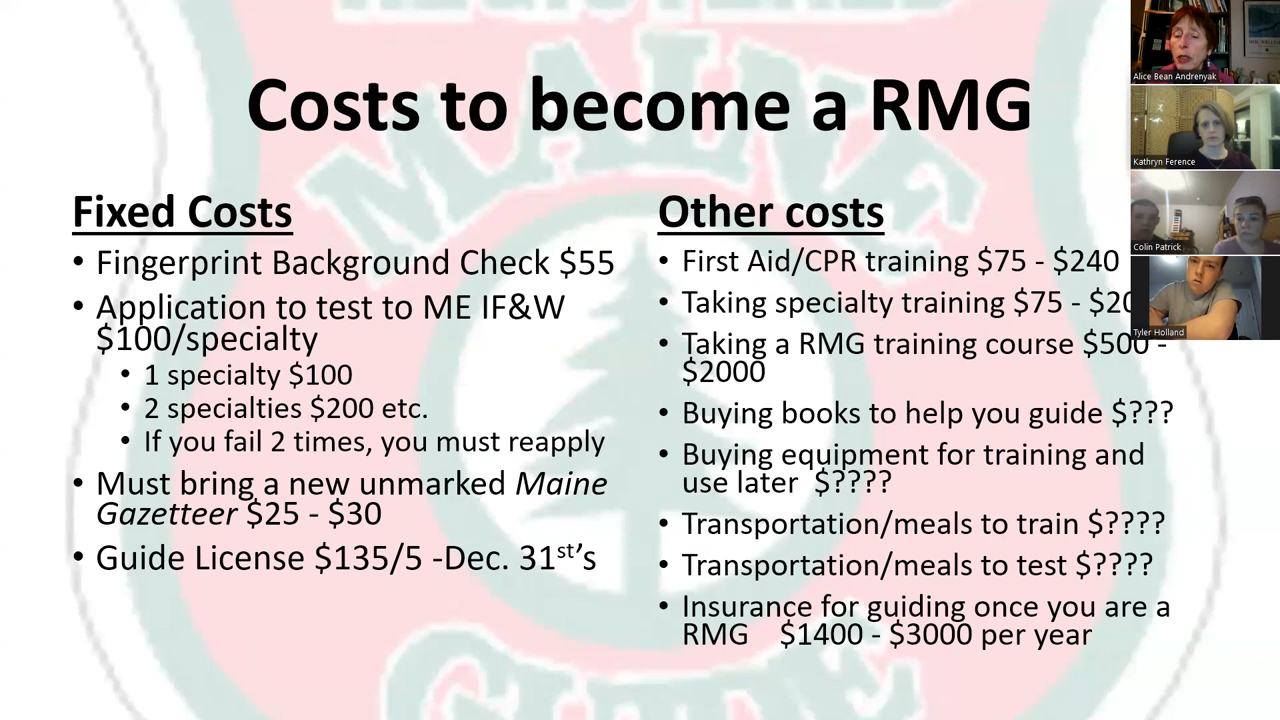 REGISTERED
MAINE
GUIDE
Costs to become a RMG
Fixed Costs
• Fingerprint Background Check $55
• Application to test to ME IF&W
$100/specialty
• 1 specialty $100
• 2 specialties $200 etc.
• If you fail 2 times, you must reapply
• Must bring a new unmarked Maine
Gazetteer $25 - $30
• Guide License $135/5 -Dec. 31st's
Other costs
• First Aid/CPR training $75 - $240
• Taking specialty training $75 -
• Taking a RMG training course $500 -
$2000
• Buying books to help you guide $???
• Buying equipment for training and
use later $????
• Transportation/meals to train $????
• Transportation/meals to test $????
• Insurance for guiding once you are a
RMG $1400 - $3000 per year
Alice Bean Andrenyak
Kathryn Ference
Colin Patrick
Tyler Holland